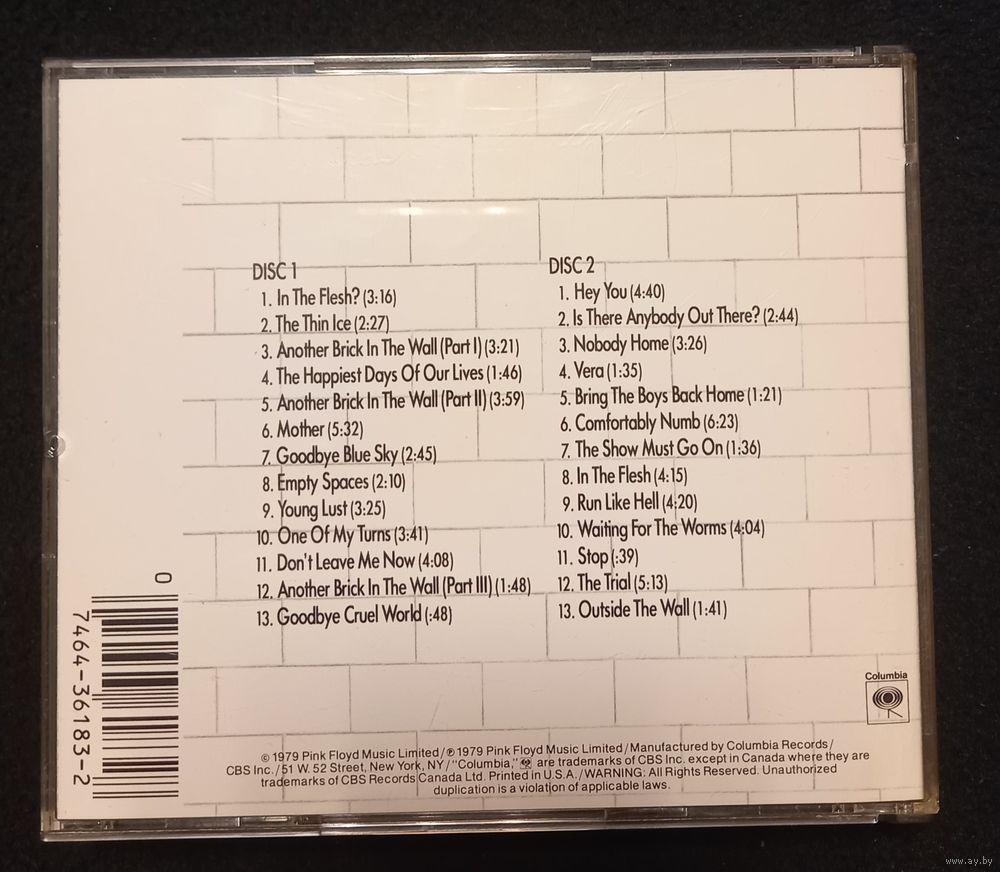 DISC 1
1. In The Flesh? (3:16)
2. The Thin Ice (2:27)
3. Another Brick In The Wall (Part I) (3:21)
4. The Happiest Days Of Our Lives (1:46)
5. Another Brick In The Wall (Part II) (3:59)
6. Mother (5:32)
7. Goodbye Blue Sky (2:45)
8. Empty Spaces (2:10)
9. Young Lust (3:25)
10. One Of My Turns (3:41)
11. Don't Leave Me Now (4:08)
12. Another Brick In The Wall (Part III) (1:48)
13. Goodbye Cruel World (:48)
DISC 2
1. Hey You (4:40)
2. Is There Anybody Out There? (2:44)
3. Nobody Home (3:26)
4. Vera (1:35)
5. Bring The Boys Back Home (1:21)
6. Comfortably Numb (6:23)
7. The Show Must Go On (1:36)
8. In The Flesh (4:15)
9. Run Like Hell (4:20)
10. Waiting For The Worms (4:04)
11. Stop (:39)
12. The Trial (5:13)
13. Outside The Wall (1:41)
0
7464-36183-2
Columbia
© 1979 Pink Floyd Music Limited/℗ 1979 Pink Floyd Music Limited/Manufactured by Columbia Records/
CBS Inc./51 W. 52 Street, New York, NY/"Columbia," are trademarks of CBS Inc. except in Canada where they are
trademarks of CBS Records Canada Ltd. Printed in U.S.A./WARNING: All Rights Reserved. Unauthorized
duplication is a violation of applicable laws.
www.ay.by